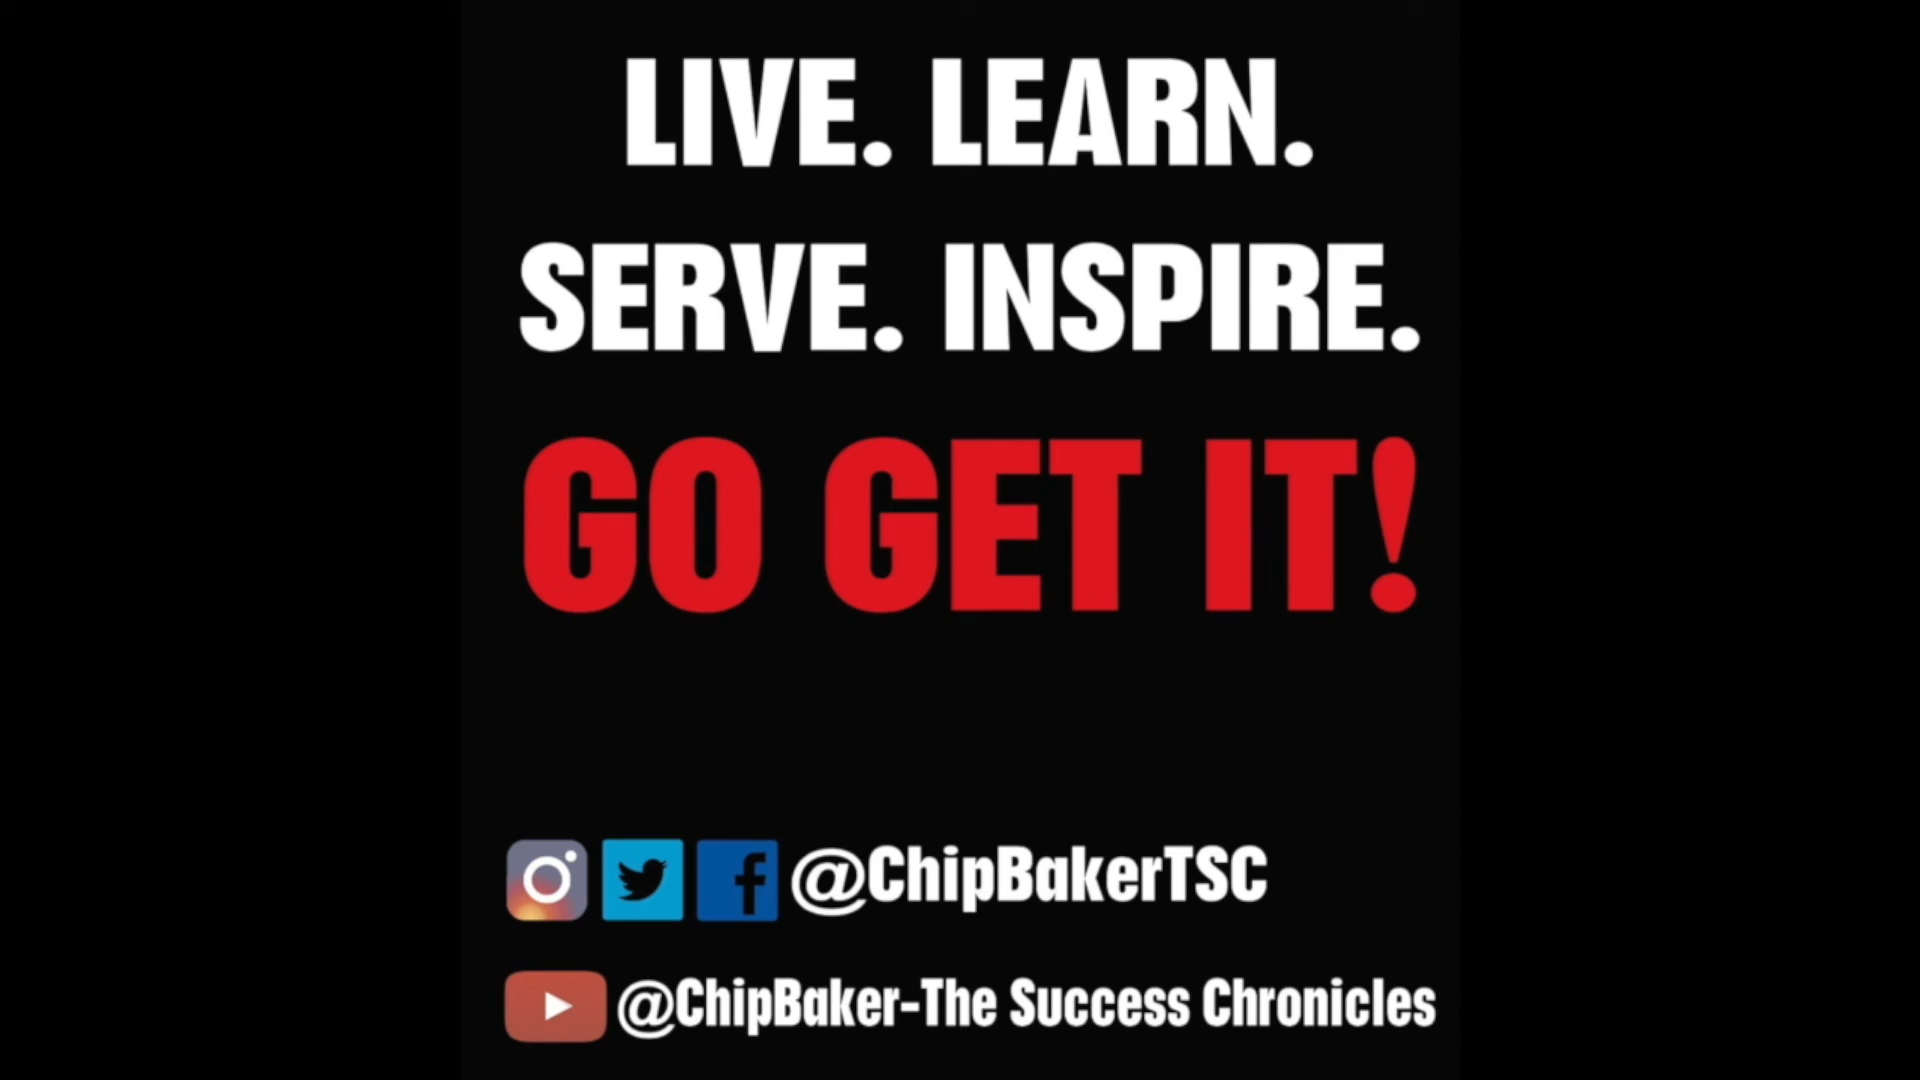 LIVE. LEARN.
SERVE. INSPIRE.
GO GET IT!
@ChipBakerTSC
@ChipBaker-The Success Chronicles